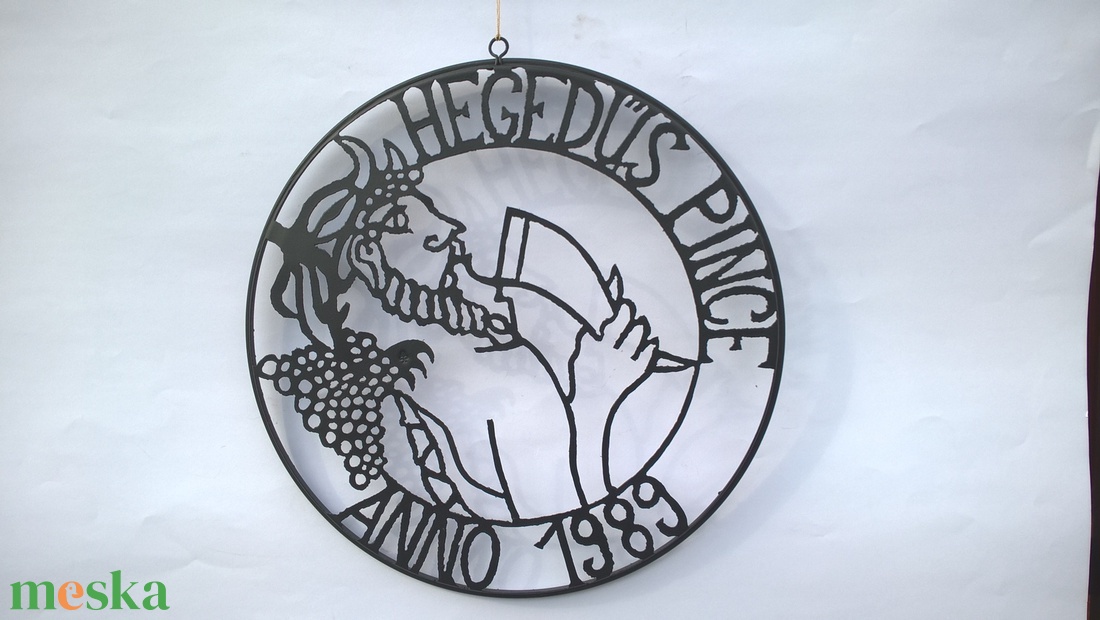 HEGEDŰS PINCE
ANNO 1989
meska